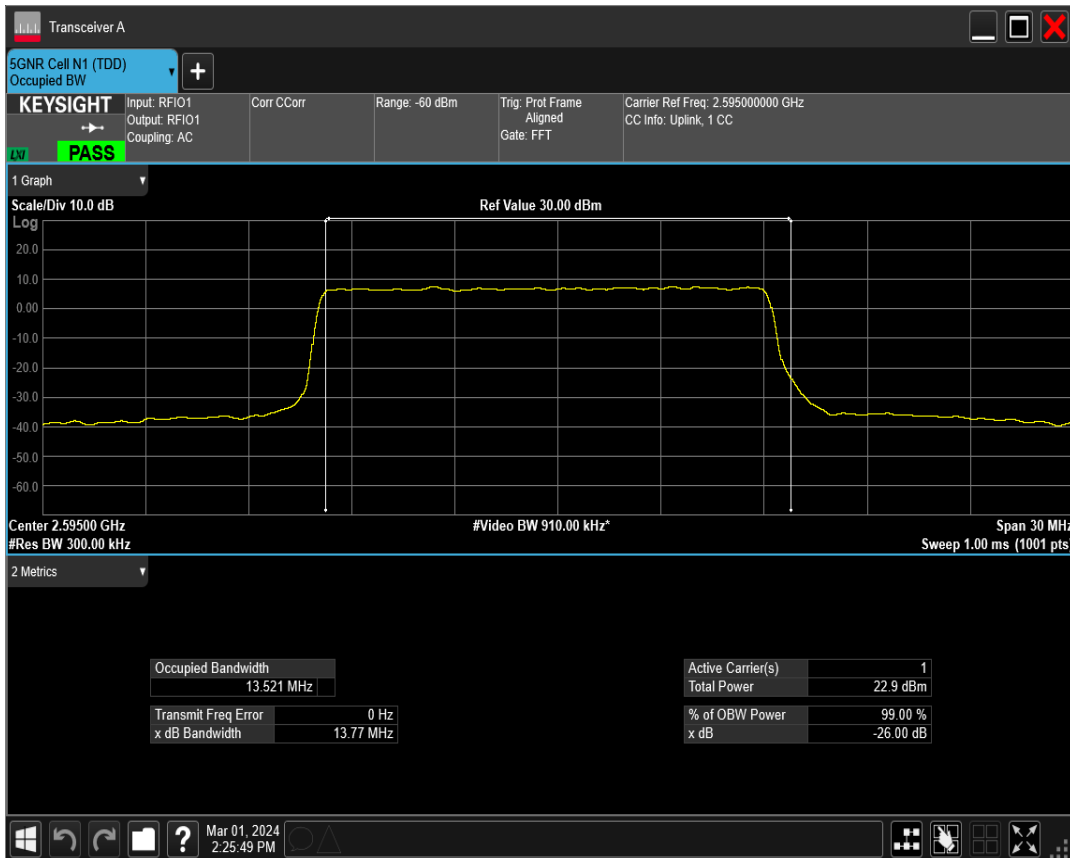 Transceiver A
5GNR Cell N1 (TDD)
Occupied BW
+
KEYSIGHT
LXI
PASS
Input: RFIO1
Output: RFIO1
Coupling: AC
Corr CCorr
Range: -60 dBm
Trig: Prot Frame
Aligned
Gate: FFT
Carrier Ref Freq: 2.595000000 GHz
CC Info: Uplink, 1 CC
1 Graph
Scale/Div 10.0 dB
Ref Value 30.00 dBm
Log
20.0
10.0
0.00
-10.0
-20.0
-30.0
-40.0
-50.0
-60.0
Center 2.59500 GHz
#Video BW 910.00 kHz*
Span 30 MHz
#Res BW 300.00 kHz
Sweep 1.00 ms (1001 pts)
2 Metrics
Occupied Bandwidth
13.521 MHz
Transmit Freq Error 0 Hz
x dB Bandwidth 13.77 MHz
Active Carrier(s) 1
Total Power 22.9 dBm
% of OBW Power 99.00 %
x dB -26.00 dB
?
Mar 01, 2024
2:25:49 PM